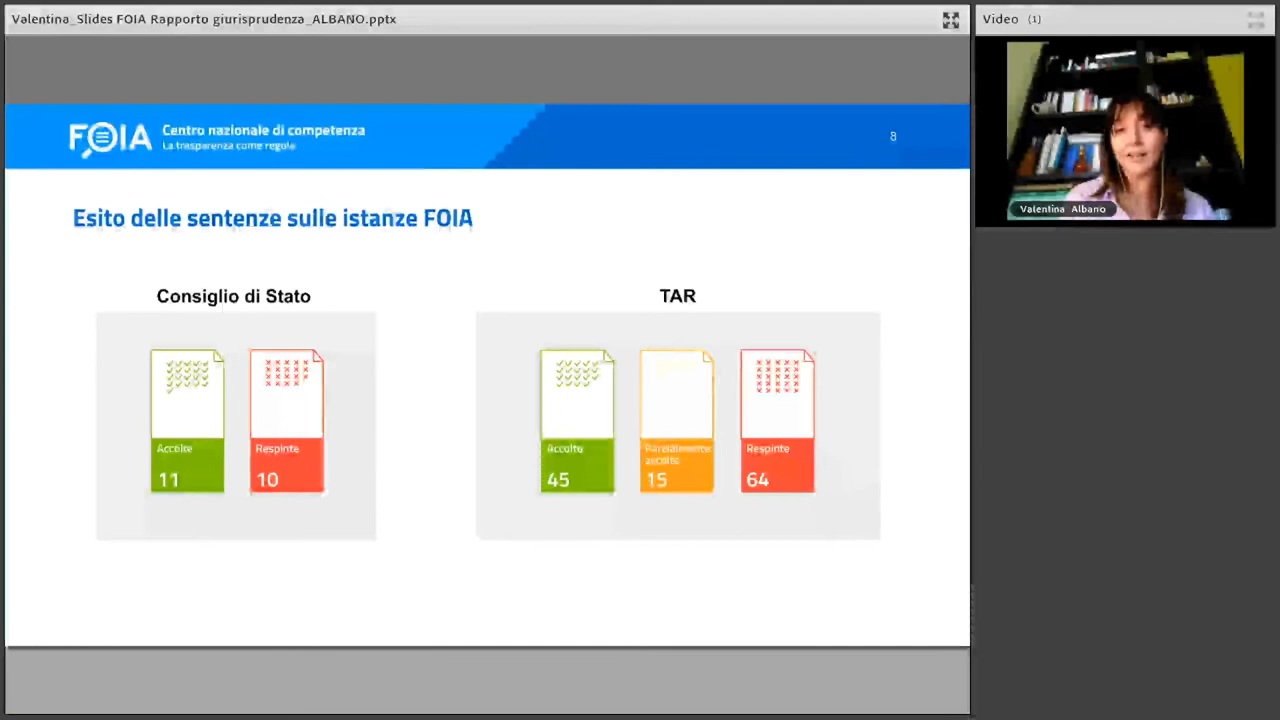 Valentina_Slides FOIA Rapporto giurisprudenza_ALBANO.pptx
Video (1)
FOIA
Centro nazionale di competenza
La trasparenza come regola
8
Valentina Albano
Esito delle sentenze sulle istanze FOIA
Consiglio di Stato
TAR
Accolte
11
Respinte
10
Accolte
45
Parzialmente
accolte
15
Respinte
64